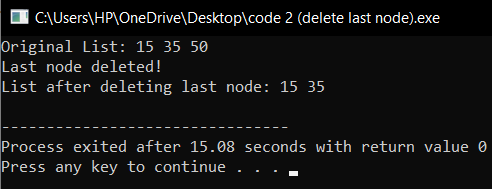 C:\Users\HP\OneDrive\Desktop\code 2 (delete last node).exe
Original List: 15 35 50
Last node deleted!
List after deleting last node: 15 35
--------------------------------
Process exited after 15.08 seconds with return value 0
Press any key to continue . . .